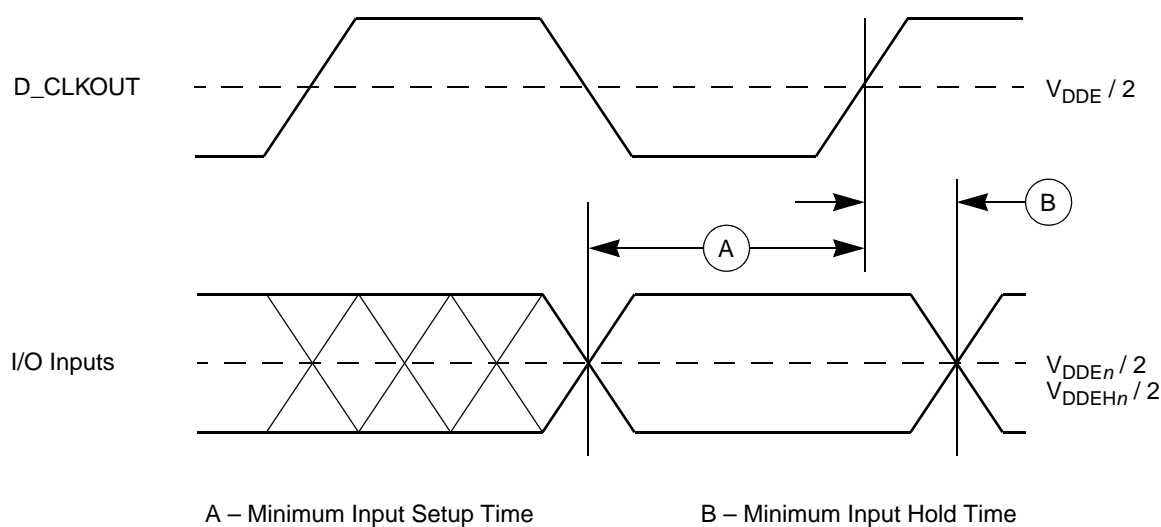 D_CLKOUT
VDDE / 2
B
A
I/O Inputs
VDDEn / 2
VDDEHn / 2
A – Minimum Input Setup Time
B – Minimum Input Hold Time